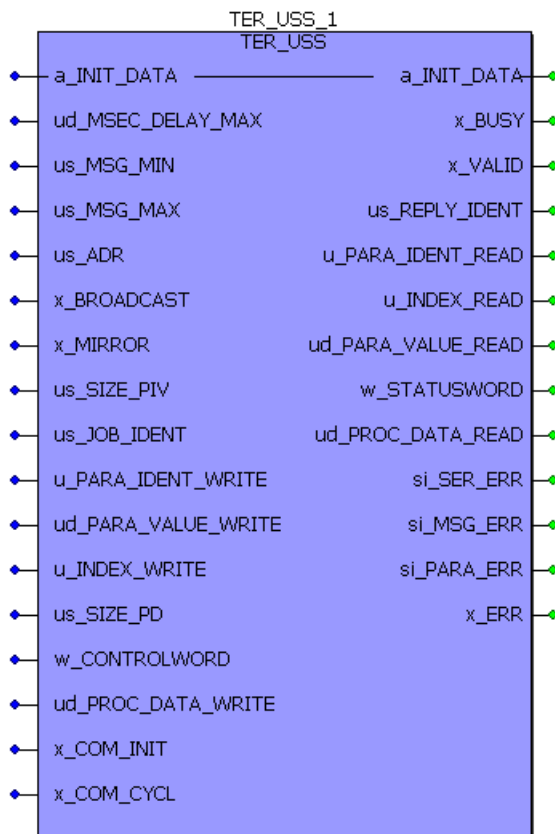 TER_USS_1
TER_USS
a_INIT_DATA a_INIT_DATA
ud_MSEC_DELAY_MAX x_BUSY
us_MSG_MIN x_VALID
us_MSG_MAX us_REPLY_IDENT
us_ADR u_PARA_IDENT_READ
x_BROADCAST u_INDEX_READ
x_MIRROR ud_PARA_VALUE_READ
us_SIZE_PIV w_STATUSWORD
us_JOB_IDENT ud_PROC_DATA_READ
u_PARA_IDENT_WRITE si_SER_ERR
ud_PARA_VALUE_WRITE si_MSG_ERR
u_INDEX_WRITE si_PARA_ERR
us_SIZE_PD x_ERR
w_CONTROLWORD
ud_PROC_DATA_WRITE
x_COM_INIT
x_COM_CYCL